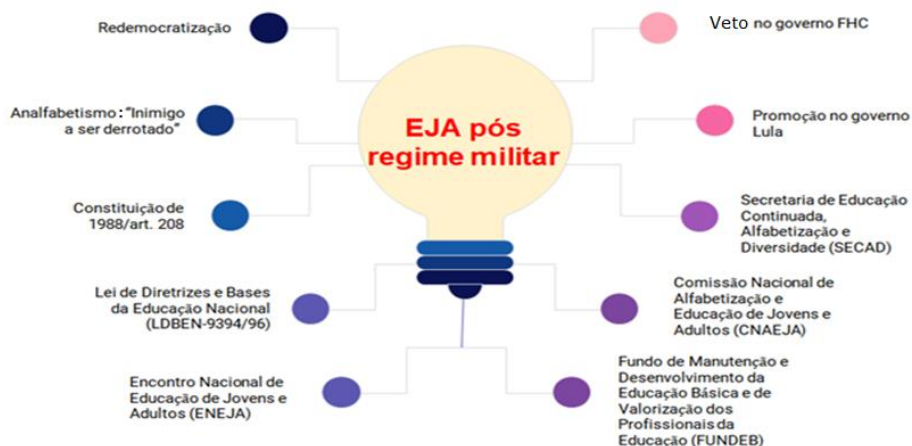 EJA pós
regime militar
Redemocratização
Analfabetismo: “Inimigo
a ser derrotado”
Constituição de
1988/art. 208
Lei de Diretrizes e Bases
da Educação Nacional
(LDBEN-9394/96)
Encontro Nacional de
Educação de Jovens e
Adultos (ENEJA)
Veto no governo FHC
Promoção no governo
Lula
Secretaria de Educação
Continuada,
Alfabetização e
Diversidade (SECAD)
Comissão Nacional de
Alfabetização e
Educação de Jovens e
Adultos (CNAEJA)
Fundo de Manutenção e
Desenvolvimento da
Educação Básica e de
Valorização dos
Profissionais da
Educação (FUNDEB)